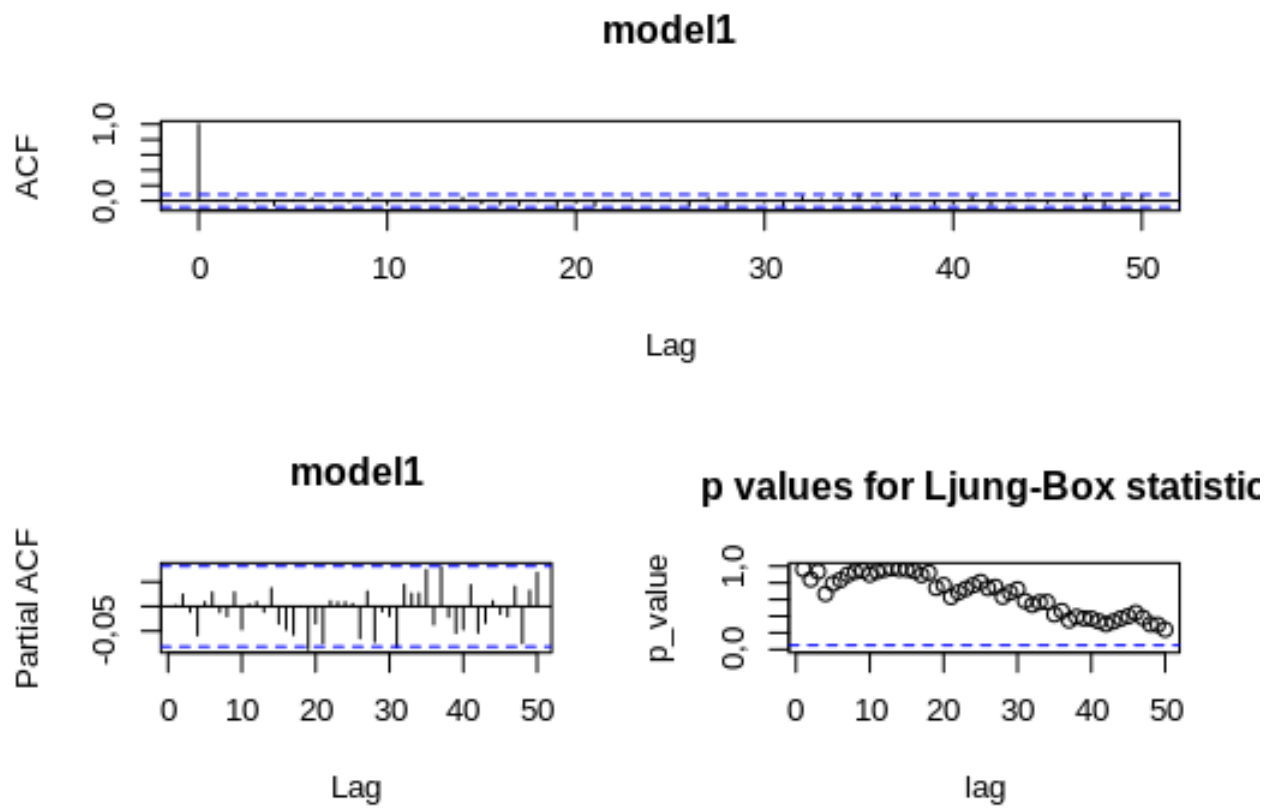 model1
ACF
1,0
0,0
0 10 20 30 40 50
Lag
model1
Partial ACF
-0,05
0 10 20 30 40 50
Lag
p values for Ljung-Box statistic
p_value
1,0
0,0
0 10 20 30 40 50
lag